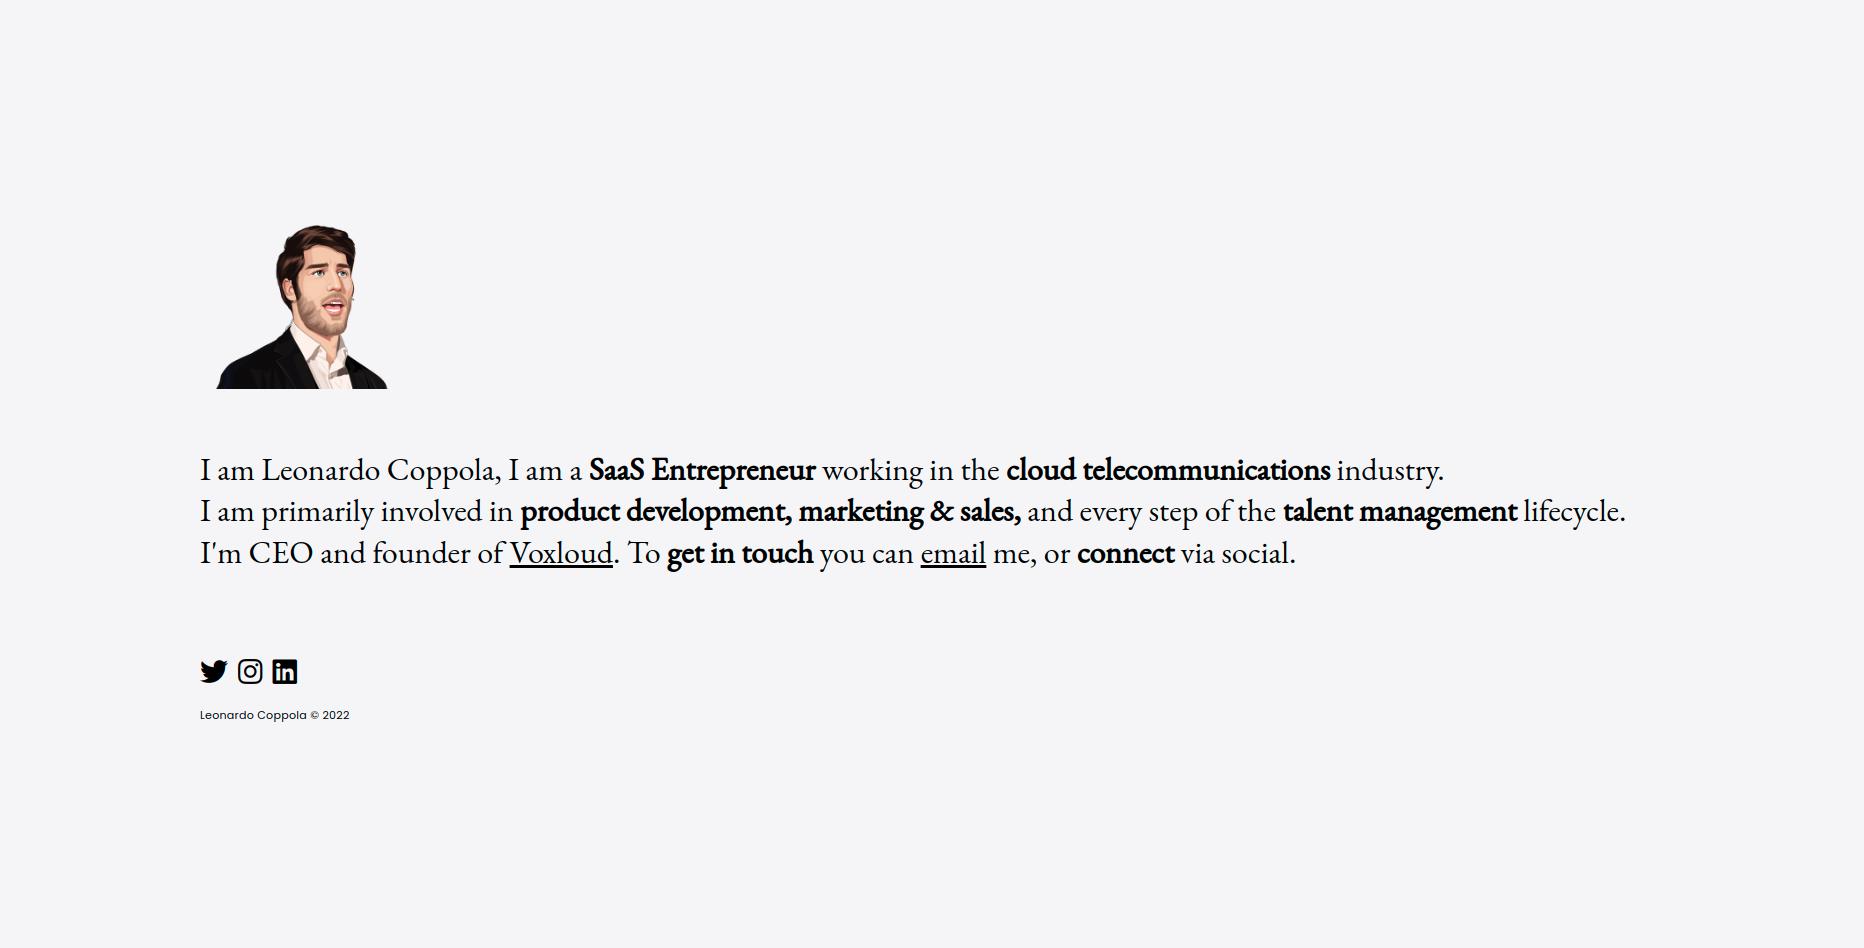 I am Leonardo Coppola, I am a SaaS Entrepreneur working in the cloud telecommunications industry.
I am primarily involved in product development, marketing & sales, and every step of the talent management lifecycle.
I'm CEO and founder of Voxloud. To get in touch you can email me, or connect via social.
Leonardo Coppola © 2022